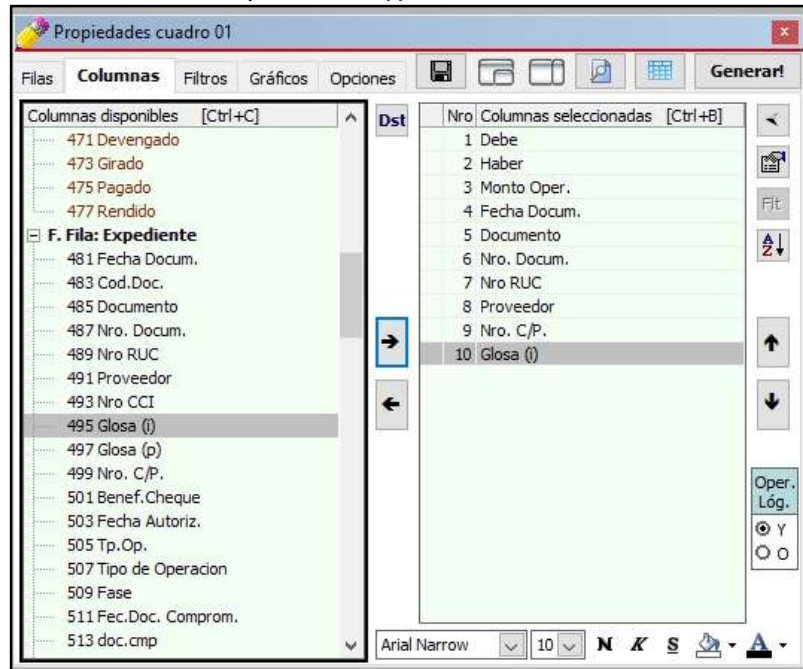 Propiedades cuadro 01
x
Filas Columnas Filtros Gráficos Opciones Generar!
Columnas disponibles [Ctrl+C]
471 Devengado
473 Girado
475 Pagado
477 Rendido
F. Fila: Expediente
481 Fecha Docum.
483 Cod.Doc.
485 Documento
487 Nro. Docum.
489 Nro RUC
491 Proveedor
493 Nro CCI
495 Glosa (i)
497 Glosa (p)
499 Nro. C/P.
501 Benef.Cheque
503 Fecha Autoriz.
505 Tp.Op.
507 Tipo de Operacion
509 Fase
511 Fec.Doc. Comprom.
513 doc.cmp
Dst
Nro Columnas seleccionadas [Ctrl+B]
1 Debe
2 Haber
3 Monto Oper.
4 Fecha Docum.
5 Documento
6 Nro. Docum.
7 Nro RUC
8 Proveedor
9 Nro. C/P.
10 Glosa (i)
Flt
A
Z
Oper.
Lóg.
Y
O
Arial Narrow 10 N K S A